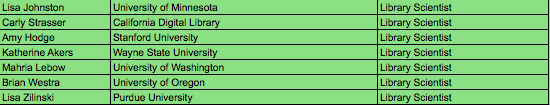 Lisa Johnston University of Minnesota Library Scientist
Carly Strasser California Digital Library Library Scientist
Amy Hodge Stanford University Library Scientist
Katherine Akers Wayne State University Library Scientist
Mahria Lebow University of Washington Library Scientist
Brian Westra University of Oregon Library Scientist
Lisa Zilinski Purdue University Library Scientist